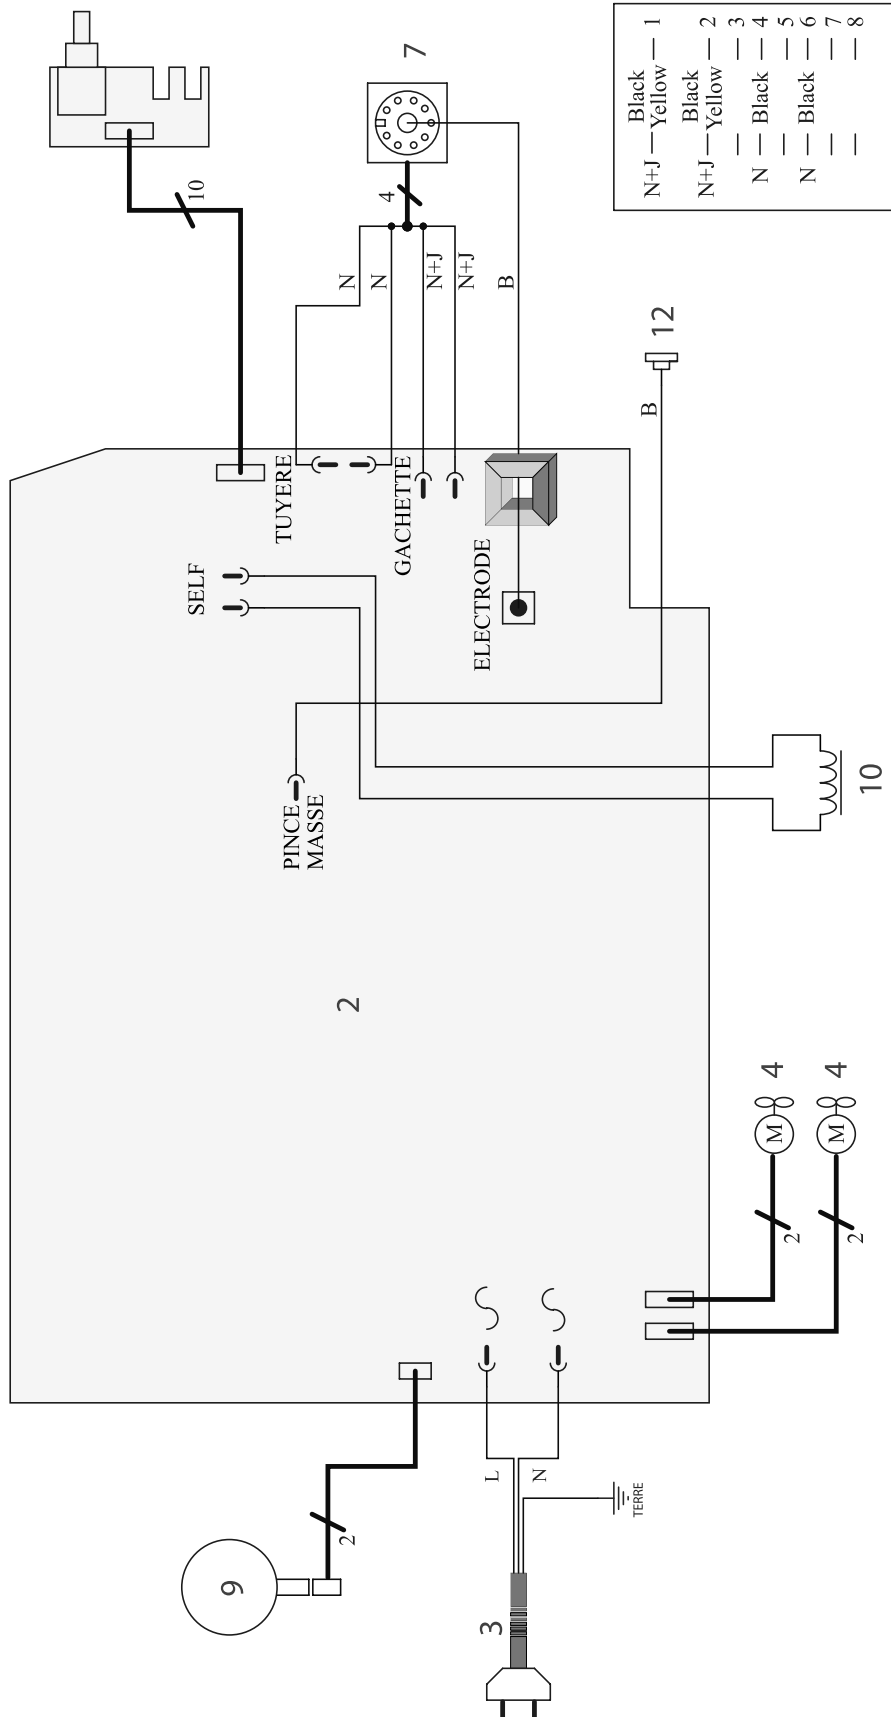 10
SELF
9
TUYERE
PINCE
MASSE
2
2
N
N
4
GACHETTE
7
N+J
N+J
ELECTRODE
3
L
B
N
TERRE
B
12
N+J — Black Yellow — 1
N+J — Black Yellow — 2
— — 3
N — Black — 4
— — 5
N — Black — 6
— — 7
— — 8
M 4
2
M 4
2
10